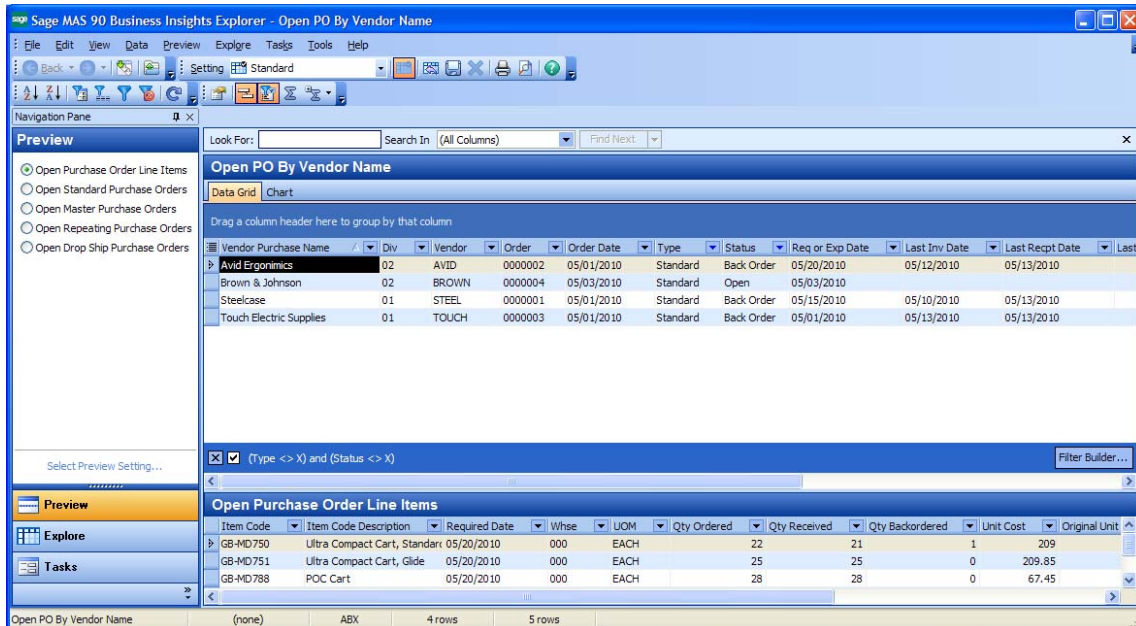 sage Sage MAS 90 Business Insights Explorer - Open PO By Vendor Name
File Edit View Data Preview Explore Tasks Tools Help
Back Setting Standard
Navigation Pane
Preview
Open Purchase Order Line Items
Open Standard Purchase Orders
Open Master Purchase Orders
Open Repeating Purchase Orders
Open Drop Ship Purchase Orders
Select Preview Setting...
Preview
Explore
Tasks
Look For: Search In (All Columns) Find Next
Open PO By Vendor Name
Data Grid Chart
Drag a column header here to group by that column
Vendor Purchase Name Div Vendor Order Order Date Type Status Req or Exp Date Last Inv Date Last Recpt Date Last
Avid Ergonimics 02 AVID 0000002 05/01/2010 Standard Back Order 05/20/2010 05/12/2010 05/13/2010
Brown & Johnson 02 BROWN 0000004 05/03/2010 Standard Open 05/03/2010
Steelcase 01 STEEL 0000001 05/01/2010 Standard Back Order 05/15/2010 05/10/2010 05/13/2010
Touch Electric Supplies 01 TOUCH 0000003 05/01/2010 Standard Back Order 05/01/2010 05/13/2010 05/13/2010
(Type <> X) and (Status <> X) Filter Builder...
Open Purchase Order Line Items
Item Code Item Code Description Required Date Whse UOM Qty Ordered Qty Received Qty Backordered Unit Cost Original Unit
GB-MD750 Ultra Compact Cart, Standard 05/20/2010 000 EACH 22 21 1 209
GB-MD751 Ultra Compact Cart, Glide 05/20/2010 000 EACH 25 25 0 209.85
GB-MD788 POC Cart 05/20/2010 000 EACH 28 28 0 67.45
Open PO By Vendor Name (none) ABX 4 rows 5 rows